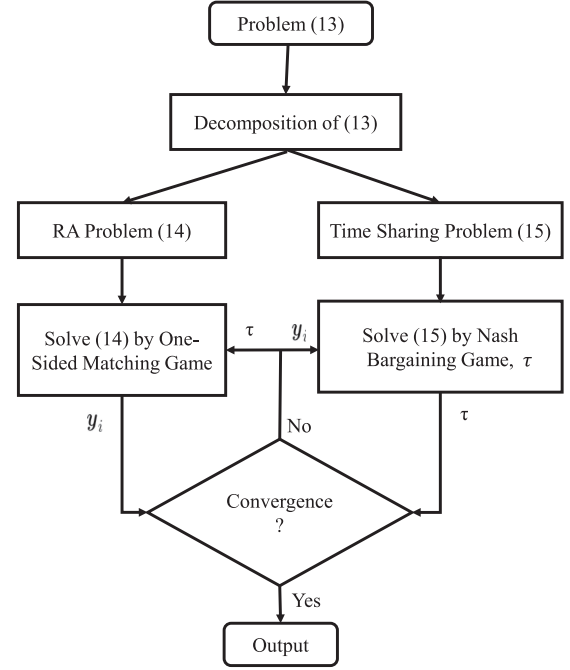 Problem (13)
Decomposition of (13)
RA Problem (14)
Time Sharing Problem (15)
Solve (14) by One-
Sided Matching Game
τ
y_i
Solve (15) by Nash
Bargaining Game, τ
y_i
τ
No
Convergence
?
Yes
Output